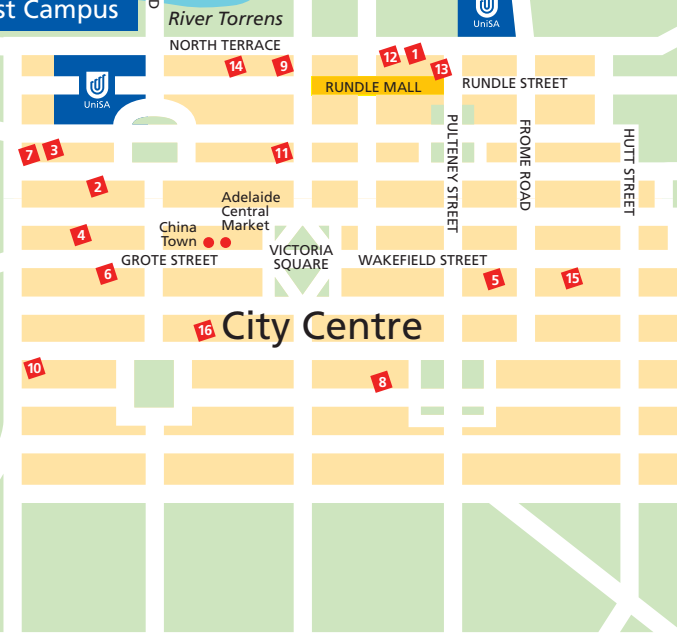 st Campus
D
River Torrens
UniSA
NORTH TERRACE
12
1
14
9
13
RUNDLE MALL
RUNDLE STREET
UniSA
PULTENEY STREET
FROME ROAD
HUTT STREET
7
3
11
2
Adelaide
Central
Market
China
Town
4
VICTORIA
SQUARE
GROTE STREET
WAKEFIELD STREET
6
5
15
16
City Centre
10
8